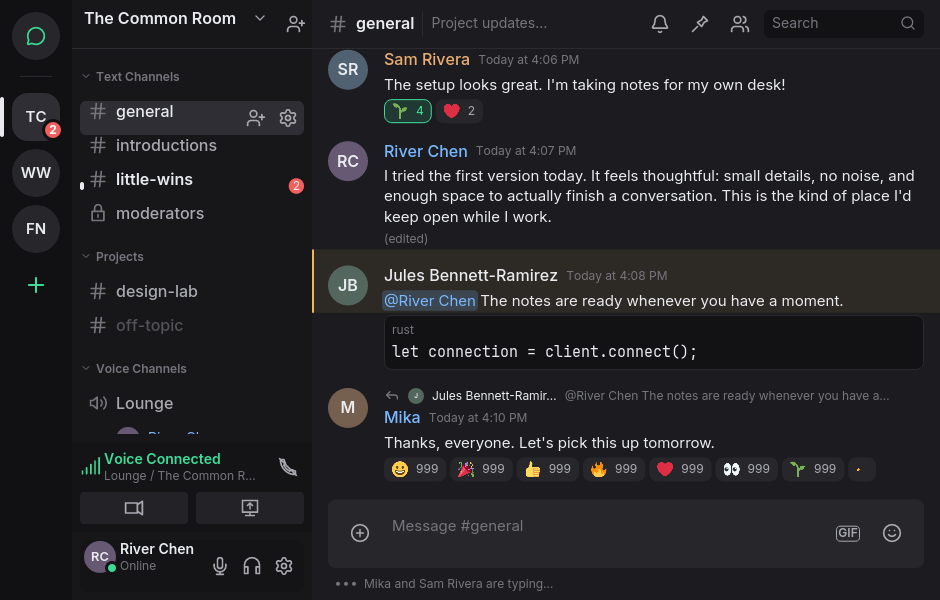 TC
2
WW
FN
The Common Room
Text Channels
general
introductions
little-wins
2
moderators
Projects
design-lab
off-topic
Voice Channels
Lounge
Voice Connected
Lounge / The Common R...
RC
River Chen
Online
# general
Project updates...
Search
SR
Sam Rivera Today at 4:06 PM
The setup looks great. I'm taking notes for my own desk!
4
2
RC
River Chen Today at 4:07 PM
I tried the first version today. It feels thoughtful: small details, no noise, and
enough space to actually finish a conversation. This is the kind of place I'd
keep open while I work.
(edited)
JB
Jules Bennett-Ramirez Today at 4:08 PM
@River Chen The notes are ready whenever you have a moment.
rust
let connection = client.connect();
J
Jules Bennett-Ramir... @River Chen The notes are ready whenever you have a...
M
Mika Today at 4:10 PM
Thanks, everyone. Let's pick this up tomorrow.
999 999 999 999 999 999 999
Message #general
GIF
Mika and Sam Rivera are typing...